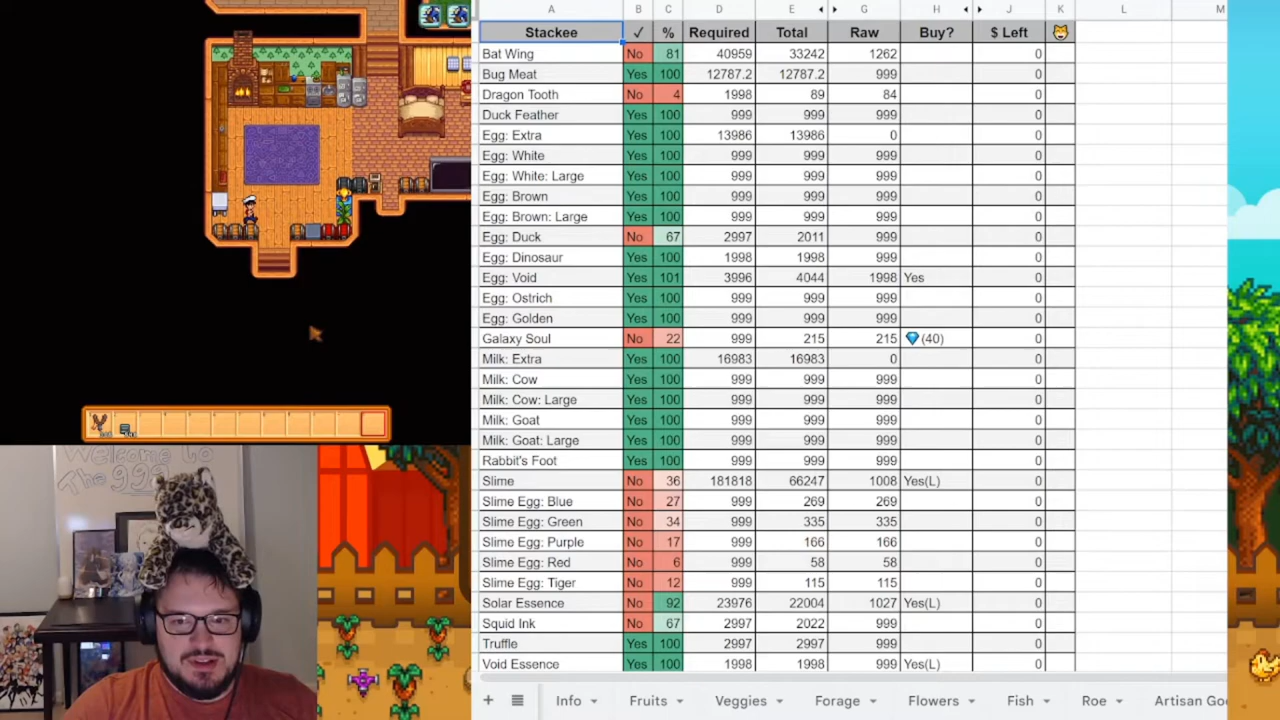 A B C D E G H J K L M
Stackee ✓ % Required Total Raw Buy? $ Left
Bat Wing No 81 40959 33242 1262 0
Bug Meat Yes 100 12787.2 12787.2 999 0
Dragon Tooth No 4 1998 89 84 0
Duck Feather Yes 100 999 999 999 0
Egg: Extra Yes 100 13986 13986 0 0
Egg: White Yes 100 999 999 999 0
Egg: White: Large Yes 100 999 999 999 0
Egg: Brown Yes 100 999 999 999 0
Egg: Brown: Large Yes 100 999 999 999 0
Egg: Duck No 67 2997 2011 999 0
Egg: Dinosaur Yes 100 1998 1998 999 0
Egg: Void Yes 101 3996 4044 1998 Yes 0
Egg: Ostrich Yes 100 999 999 999 0
Egg: Golden Yes 100 999 999 999 0
Galaxy Soul No 22 999 215 215 💎(40) 0
Milk: Extra Yes 100 16983 16983 0 0
Milk: Cow Yes 100 999 999 999 0
Milk: Cow: Large Yes 100 999 999 999 0
Milk: Goat Yes 100 999 999 999 0
Milk: Goat: Large Yes 100 999 999 999 0
Rabbit's Foot Yes 100 999 999 999 0
Slime No 36 181818 66247 1008 Yes(L) 0
Slime Egg: Blue No 27 999 269 269 0
Slime Egg: Green No 34 999 335 335 0
Slime Egg: Purple No 17 999 166 166 0
Slime Egg: Red No 6 999 58 58 0
Slime Egg: Tiger No 12 999 115 115 0
Solar Essence No 92 23976 22004 1027 Yes(L) 0
Squid Ink No 67 2997 2022 999 0
Truffle Yes 100 2997 2997 999 0
Void Essence Yes 100 1998 1998 999 Yes(L) 0
+ Info Fruits Veggies Forage Flowers Fish Roe Artisan Go
Welcome to
The 999